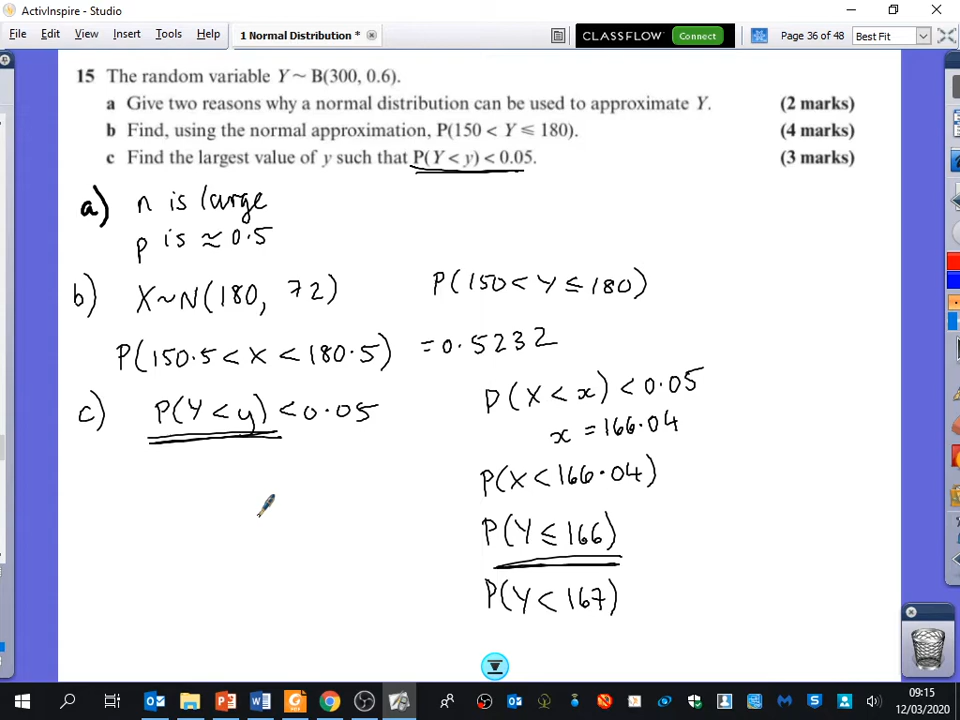 ActivInspire - Studio
File Edit View Insert Tools Help
1 Normal Distribution *
CLASSFLOW Connect
Page 36 of 48 Best Fit
15 The random variable Y ~ B(300, 0.6).
a Give two reasons why a normal distribution can be used to approximate Y. (2 marks)
b Find, using the normal approximation, P(150 < Y ⩽ 180). (4 marks)
c Find the largest value of y such that P(Y < y) < 0.05. (3 marks)
a) n is large
p is ≈ 0.5
b) X~N(180, 72) P(150 < Y ≤ 180)
P(150.5 < X < 180.5) = 0.5232
c) P(Y < y) < 0.05
P(X < x) < 0.05
x = 166.04
P(X < 166.04)
P(Y ≤ 166)
P(Y < 167)
09:15
12/03/2020